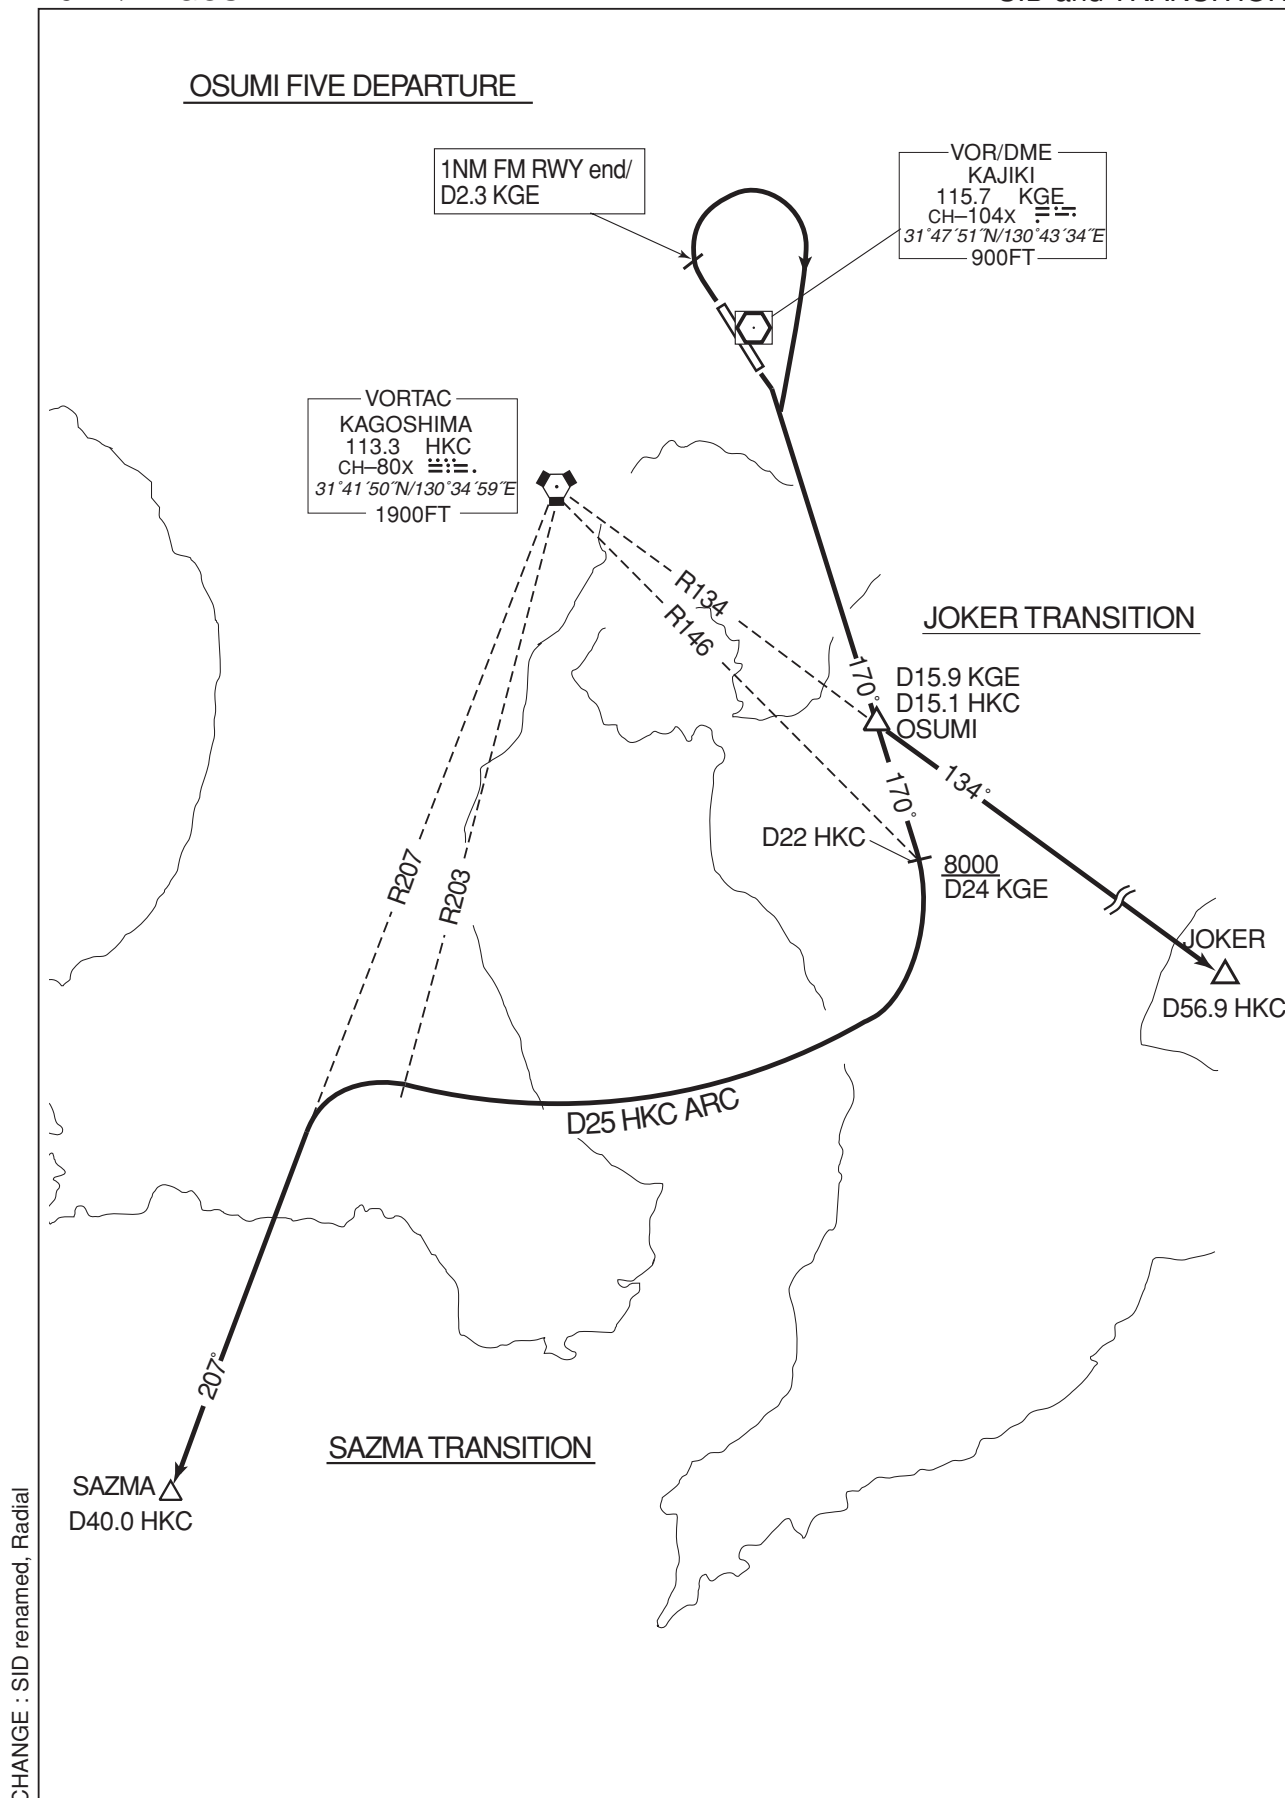 OSUMI FIVE DEPARTURE
1NM FM RWY end/
D2.3 KGE
VOR/DME
KAJIKI
115.7 KGE
CH–104X
31°47´51˝N/130°43´34˝E
900FT
VORTAC
KAGOSHIMA
113.3 HKC
CH–80X
31°41´50˝N/130°34´59˝E
1900FT
R134
R146
JOKER TRANSITION
170°
D15.9 KGE
D15.1 HKC
OSUMI
134°
170°
D22 HKC
8000
D24 KGE
R207
R203
JOKER
D56.9 HKC
D25 HKC ARC
207°
SAZMA TRANSITION
SAZMA
D40.0 HKC
CHANGE : SID renamed, Radial